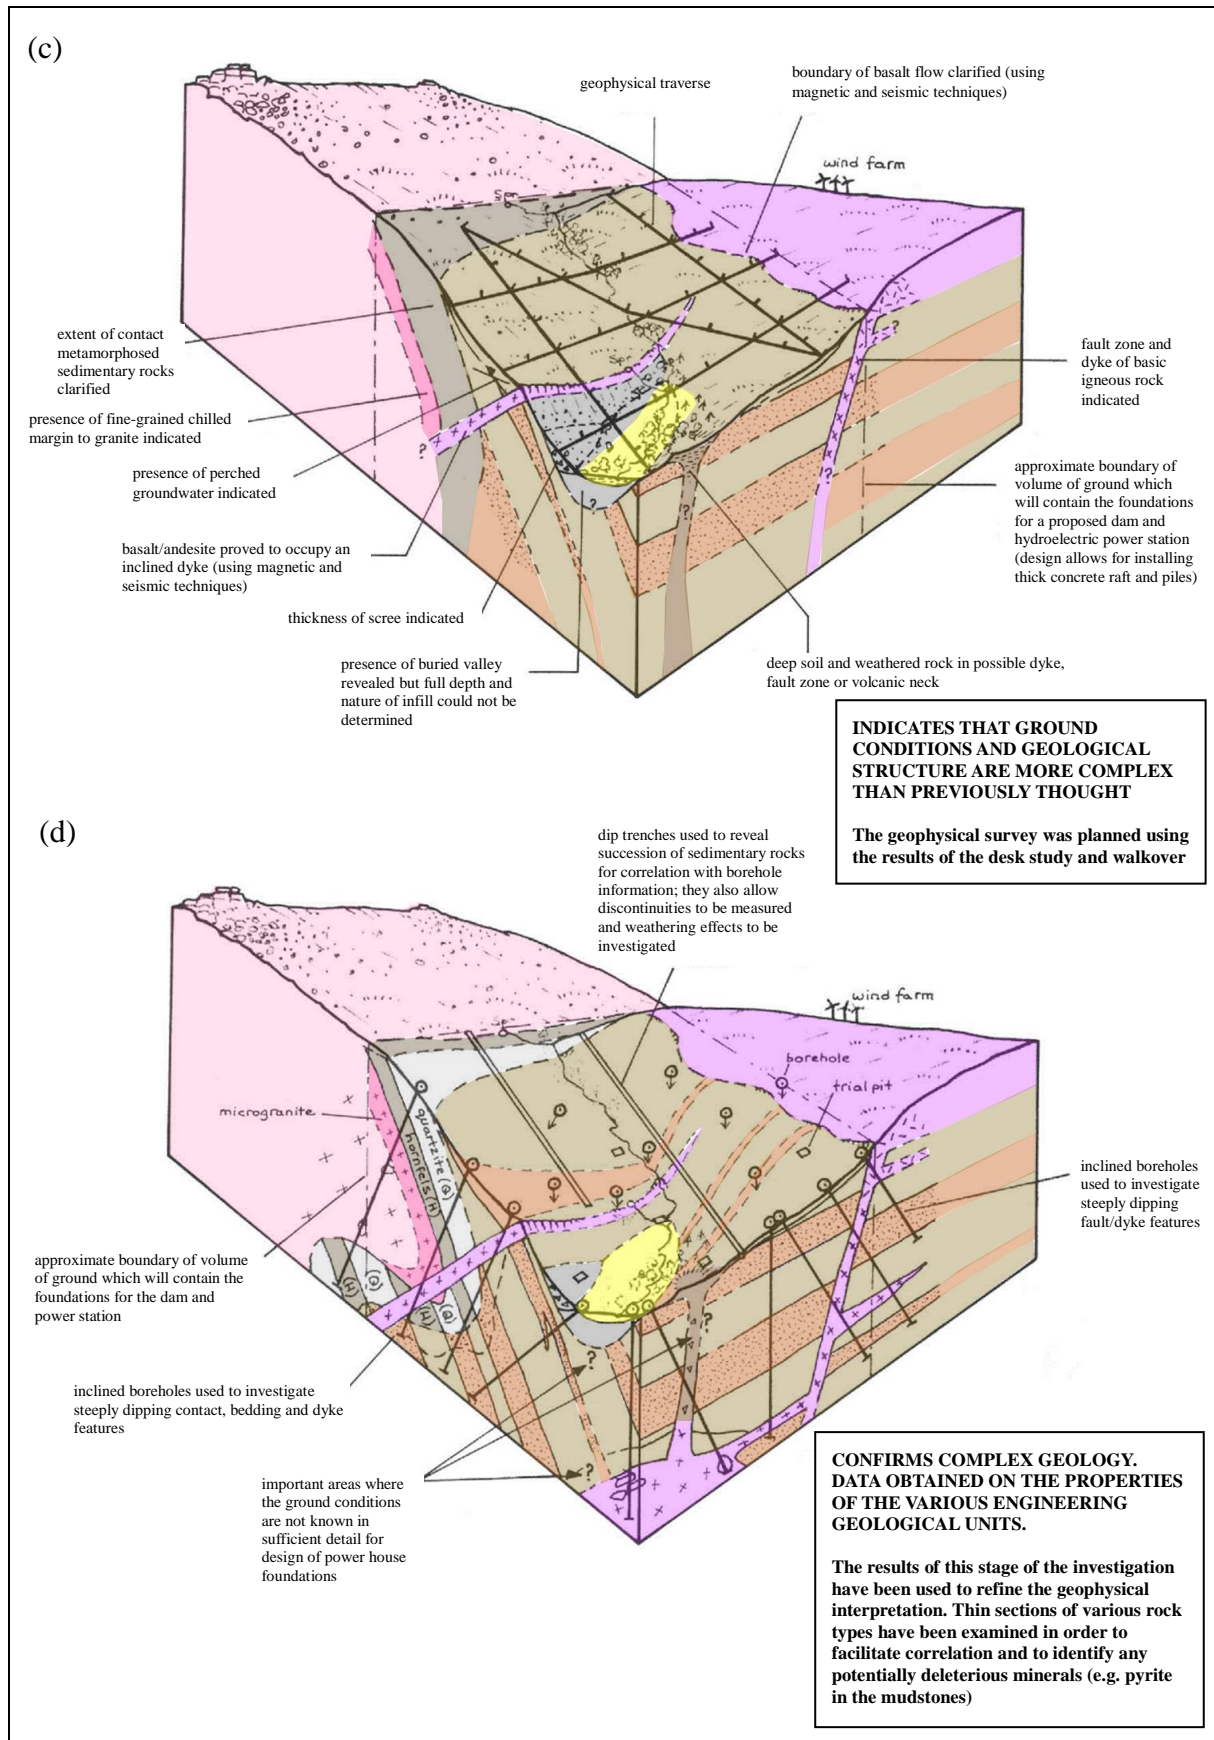 (c)
geophysical traverse
boundary of basalt flow clarified (using
magnetic and seismic techniques)
wind farm
Spr
Spr
extent of contact
metamorphosed
sedimentary rocks
clarified
presence of fine-grained chilled
margin to granite indicated
presence of perched
groundwater indicated
basalt/andesite proved to occupy an
inclined dyke (using magnetic and
seismic techniques)
thickness of scree indicated
presence of buried valley
revealed but full depth and
nature of infill could not be
determined
?
?
?
?
?
fault zone and
dyke of basic
igneous rock
indicated
approximate boundary of
volume of ground which
will contain the foundations
for a proposed dam and
hydroelectric power station
(design allows for installing
thick concrete raft and piles)
deep soil and weathered rock in possible dyke,
fault zone or volcanic neck
INDICATES THAT GROUND
CONDITIONS AND GEOLOGICAL
STRUCTURE ARE MORE COMPLEX
THAN PREVIOUSLY THOUGHT
The geophysical survey was planned using
the results of the desk study and walkover
(d)
dip trenches used to reveal
succession of sedimentary rocks
for correlation with borehole
information; they also allow
discontinuities to be measured
and weathering effects to be
investigated
wind farm
borehole
trial pit
microgranite
quartzite (Q)
hornfels (H)
(H)
(Q)
(H)
(Q)
inclined boreholes
used to investigate
steeply dipping
fault/dyke features
approximate boundary of volume
of ground which will contain the
foundations for the dam and
power station
inclined boreholes used to investigate
steeply dipping contact, bedding and dyke
features
?
?
?
important areas where
the ground conditions
are not known in
sufficient detail for
design of power house
foundations
CONFIRMS COMPLEX GEOLOGY.
DATA OBTAINED ON THE PROPERTIES
OF THE VARIOUS ENGINEERING
GEOLOGICAL UNITS.
The results of this stage of the investigation
have been used to refine the geophysical
interpretation. Thin sections of various rock
types have been examined in order to
facilitate correlation and to identify any
potentially deleterious minerals (e.g. pyrite
in the mudstones)